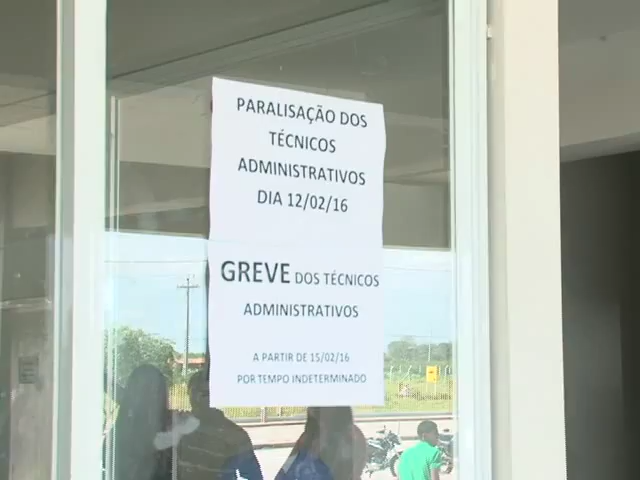 PARALISAÇÃO DOS
TÉCNICOS
ADMINISTRATIVOS
DIA 12/02/16
GREVE DOS TÉCNICOS
ADMINISTRATIVOS
A PARTIR DE 15/02/16
POR TEMPO INDETERMINADO